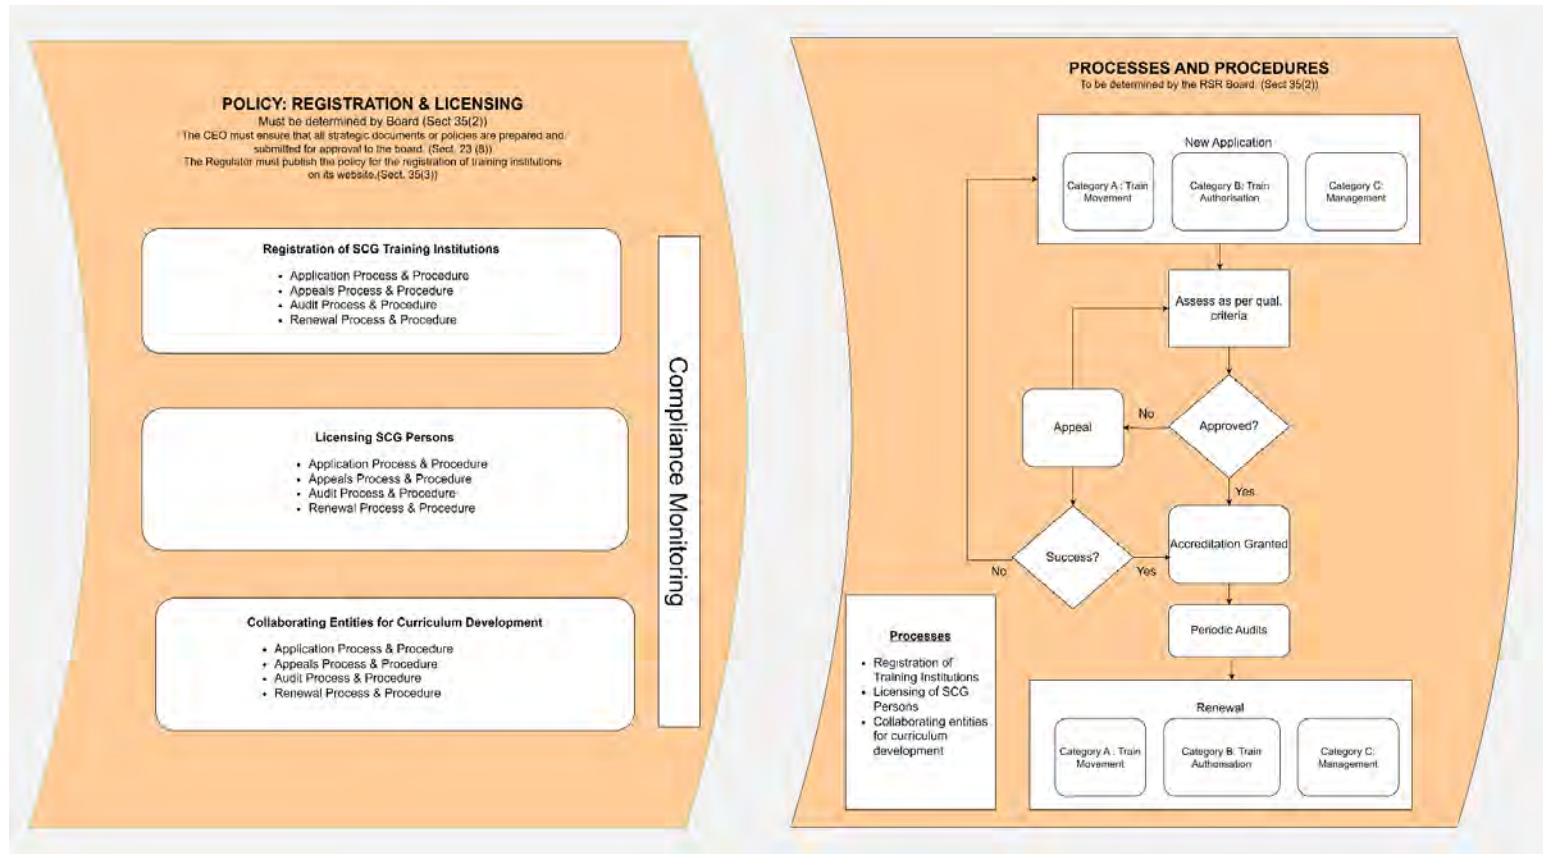 POLICY: REGISTRATION & LICENSING
Must be determined by Board (Sect 35(2))
The CEO must ensure that all strategic documents or policies are prepared and
submitted for approval to the board. (Sect. 23 (8))
The Regulator must publish the policy for the registration of training institutions
on its website.(Sect. 35(3))
Registration of SCG Training Institutions
• Application Process & Procedure
• Appeals Process & Procedure
• Audit Process & Procedure
• Renewal Process & Procedure
Licensing SCG Persons
• Application Process & Procedure
• Appeals Process & Procedure
• Audit Process & Procedure
• Renewal Process & Procedure
Collaborating Entities for Curriculum Development
• Application Process & Procedure
• Appeals Process & Procedure
• Audit Process & Procedure
• Renewal Process & Procedure
Compliance Monitoring
PROCESSES AND PROCEDURES
To be determined by the RSR Board. (Sect 35(2))
New Application
Category A : Train
Movement
Category B: Train
Authorisation
Category C:
Management
Assess as per qual.
criteria
Approved?
No
Appeal
Yes
Success?
No
Yes
Accreditation Granted
Periodic Audits
Renewal
Category A : Train
Movement
Category B: Train
Authorisation
Category C:
Management
Processes
• Registration of
Training Institutions
• Licensing of SCG
Persons
• Collaborating entities
for curriculum
development